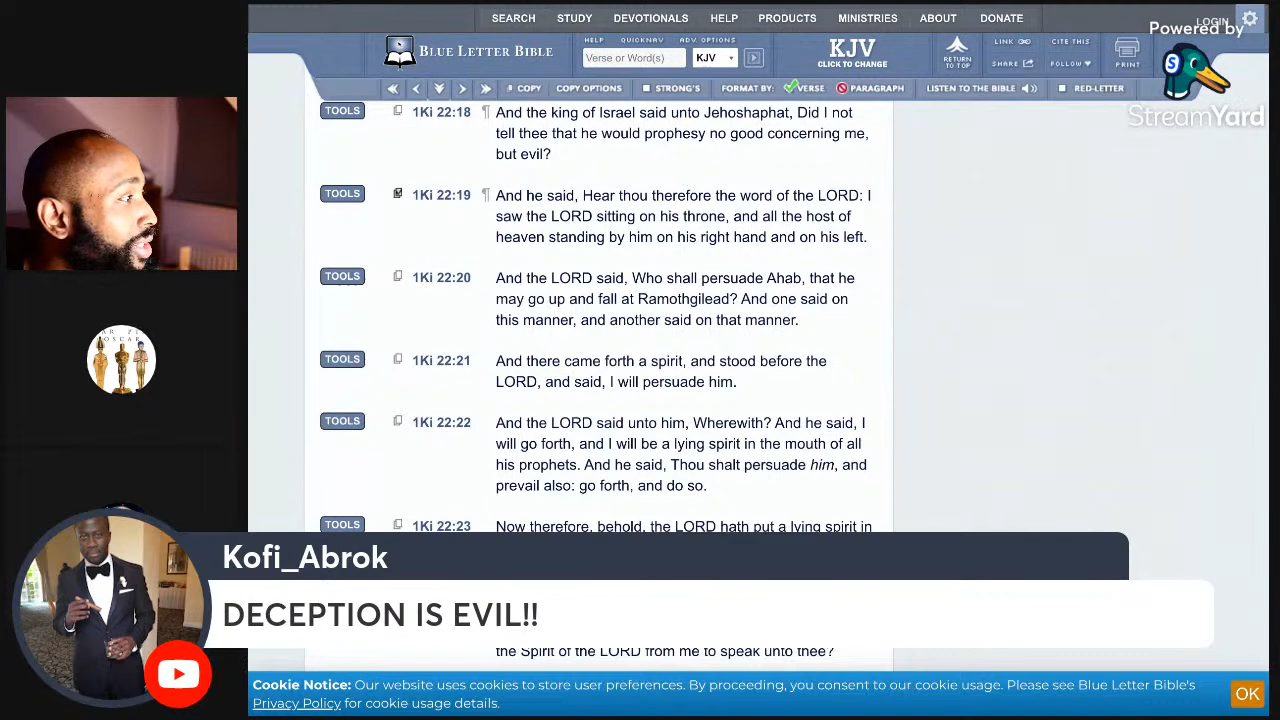 SEARCH STUDY DEVOTIONALS HELP PRODUCTS MINISTRIES ABOUT DONATE LOGIN
Powered by
StreamYard
BLUE LETTER BIBLE
HELP QUICKNAV ADV. OPTIONS
Verse or Word(s) KJV
KJV
CLICK TO CHANGE
RETURN TO TOP
LINK CITE THIS
SHARE FOLLOW PRINT
COPY COPY OPTIONS STRONG'S FORMAT BY: VERSE PARAGRAPH LISTEN TO THE BIBLE RED-LETTER
TOOLS 1Ki 22:18 ¶ And the king of Israel said unto Jehoshaphat, Did I not
tell thee that he would prophesy no good concerning me,
but evil?
TOOLS 1Ki 22:19 ¶ And he said, Hear thou therefore the word of the LORD: I
saw the LORD sitting on his throne, and all the host of
heaven standing by him on his right hand and on his left.
TOOLS 1Ki 22:20 And the LORD said, Who shall persuade Ahab, that he
may go up and fall at Ramothgilead? And one said on
this manner, and another said on that manner.
TOOLS 1Ki 22:21 And there came forth a spirit, and stood before the
LORD, and said, I will persuade him.
TOOLS 1Ki 22:22 And the LORD said unto him, Wherewith? And he said, I
will go forth, and I will be a lying spirit in the mouth of all
his prophets. And he said, Thou shalt persuade him, and
prevail also: go forth, and do so.
TOOLS 1Ki 22:23 Now therefore, behold, the LORD hath put a lying spirit in
Kofi_Abrok
DECEPTION IS EVIL!!
the Spirit of the LORD from me to speak unto thee?
Cookie Notice: Our website uses cookies to store user preferences. By proceeding, you consent to our cookie usage. Please see Blue Letter Bible's
Privacy Policy for cookie usage details.
OK